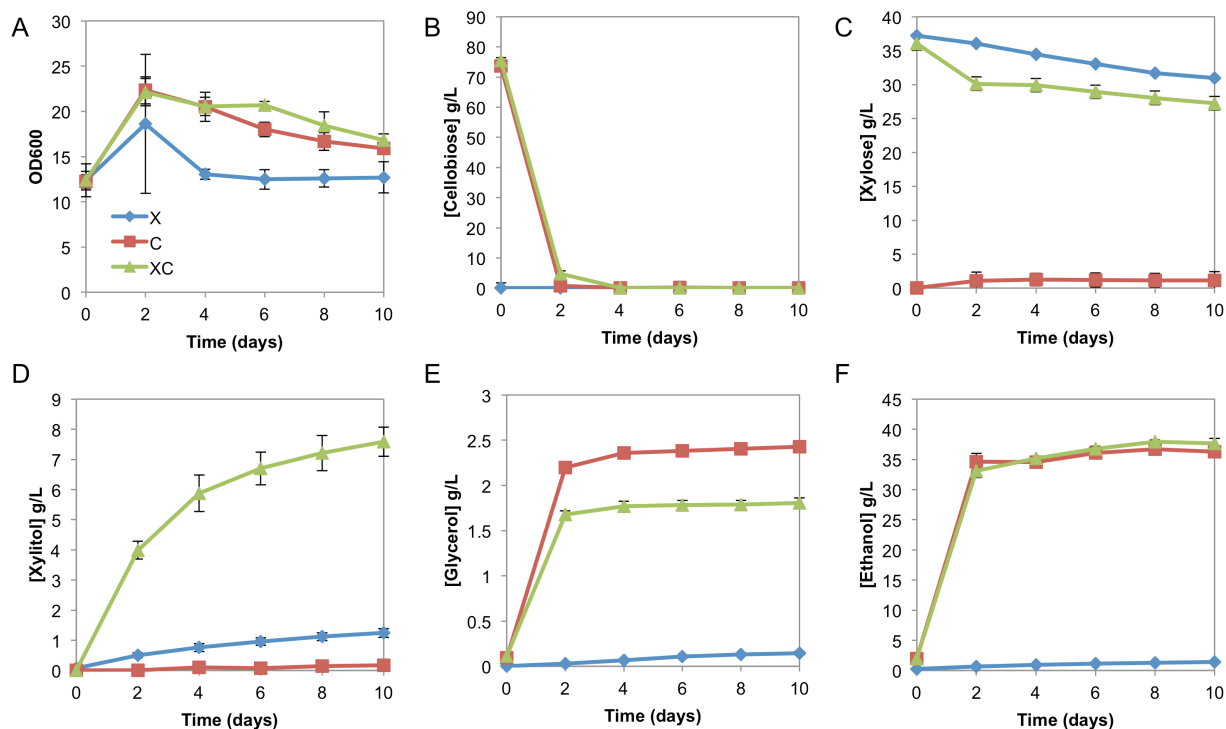 A
OD600
30
25
20
15
10
5
0
X
C
XC
0 2 4 6 8 10
Time (days)
B
[Cellobiose] g/L
90
80
70
60
50
40
30
20
10
0
0 2 4 6 8 10
Time (days)
C
[Xylose] g/L
40
35
30
25
20
15
10
5
0
0 2 4 6 8 10
Time (days)
D
[Xylitol] g/L
9
8
7
6
5
4
3
2
1
0
0 2 4 6 8 10
Time (days)
E
[Glycerol] g/L
3
2.5
2
1.5
1
0.5
0
0 2 4 6 8 10
Time (days)
F
[Ethanol] g/L
45
40
35
30
25
20
15
10
5
0
0 2 4 6 8 10
Time (days)